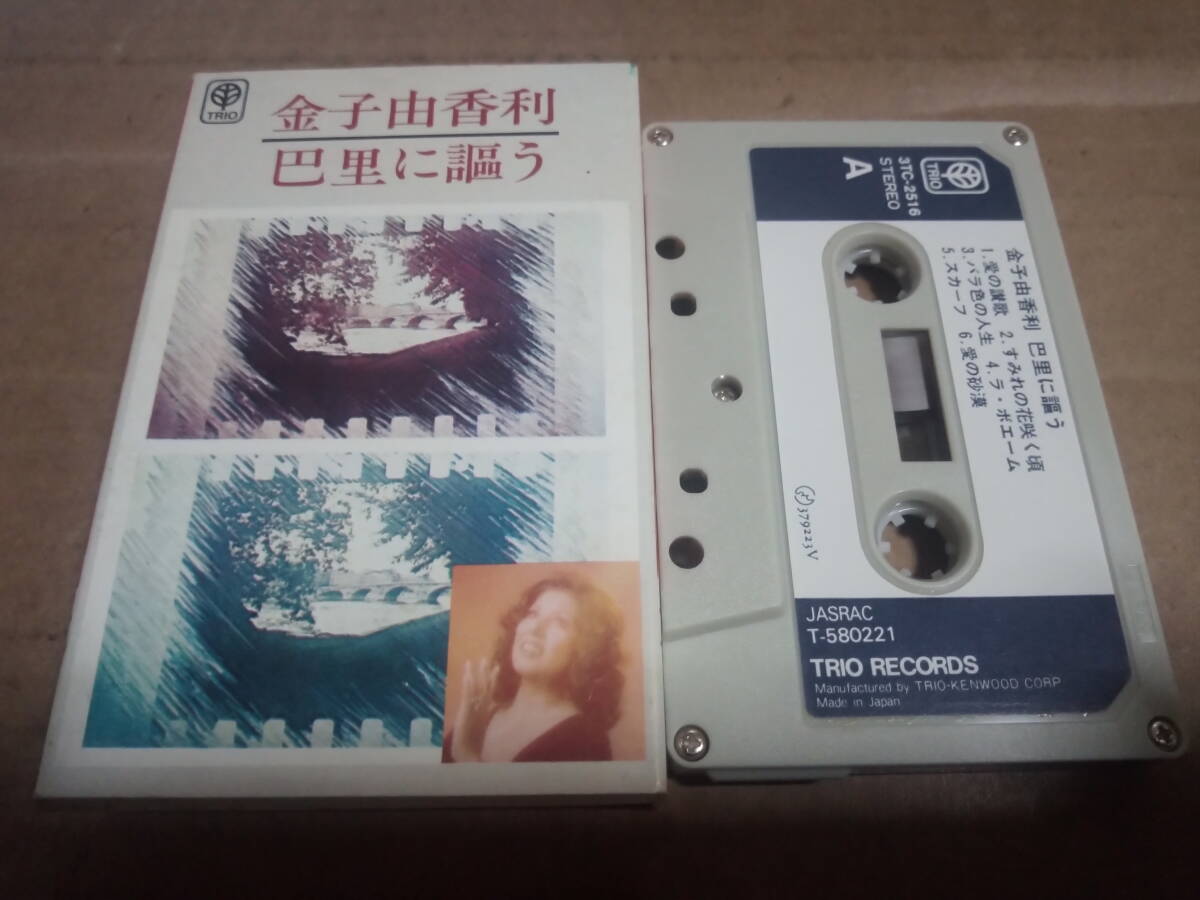 TRIO
金子由香利
巴里に謳う
TRIO
3TC-2516
STEREO
A
金子由香利 巴里に謳う
1.愛の讃歌 2.すみれの花咲く頃
3.バラ色の人生 4.ラ・ボエーム
5.スカーフ 6.愛の砂漠
379223V
JASRAC
T-580221
TRIO RECORDS
Manufactured by TRIO-KENWOOD CORP
Made in Japan